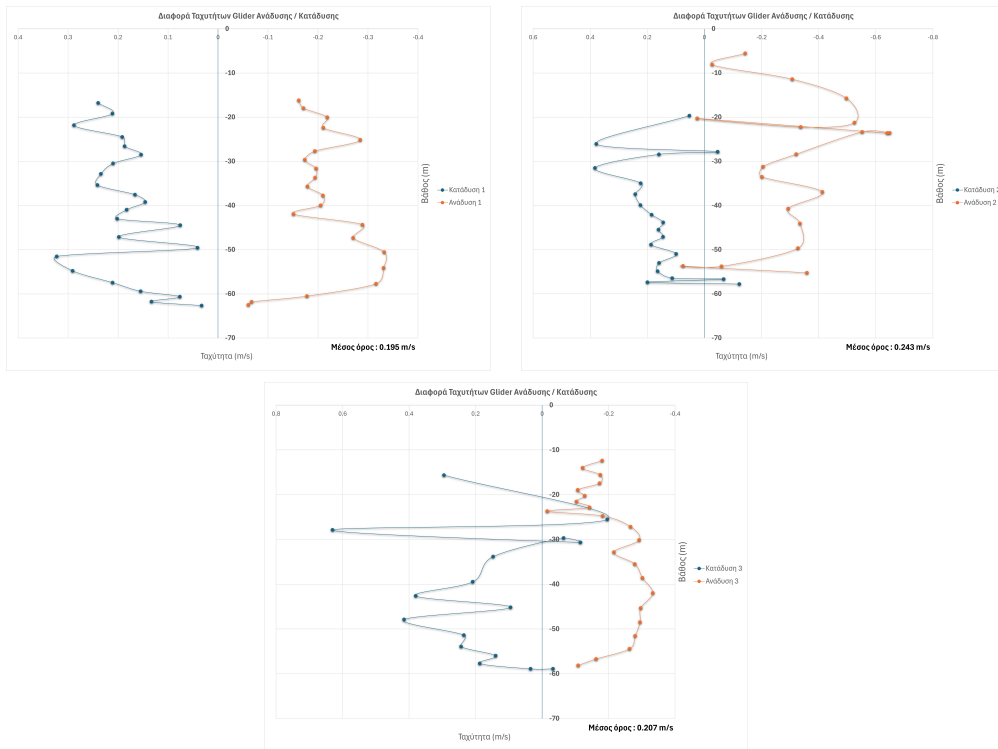 Διαφορά Ταχυτήτων Glider Ανάδυσης / Κατάδυσης
0.4 0.3 0.2 0.1 0 -0.1 -0.2 -0.3 -0.4
0
-10
-20
-30
-40
-50
-60
-70
Βάθος (m)
Κατάδυση 1
Ανάδυση 1
Μέσος όρος : 0.195 m/s
Ταχύτητα (m/s)
Διαφορά Ταχυτήτων Glider Ανάδυσης / Κατάδυσης
0.6 0.4 0.2 0 -0.2 -0.4 -0.6 -0.8
0
-10
-20
-30
-40
-50
-60
-70
Βάθος (m)
Κατάδυση 2
Ανάδυση 2
Μέσος όρος : 0.243 m/s
Ταχύτητα (m/s)
Διαφορά Ταχυτήτων Glider Ανάδυσης / Κατάδυσης
0.8 0.6 0.4 0.2 0 -0.2 -0.4
0
-10
-20
-30
-40
-50
-60
-70
Βάθος (m)
Κατάδυση 3
Ανάδυση 3
Μέσος όρος : 0.207 m/s
Ταχύτητα (m/s)